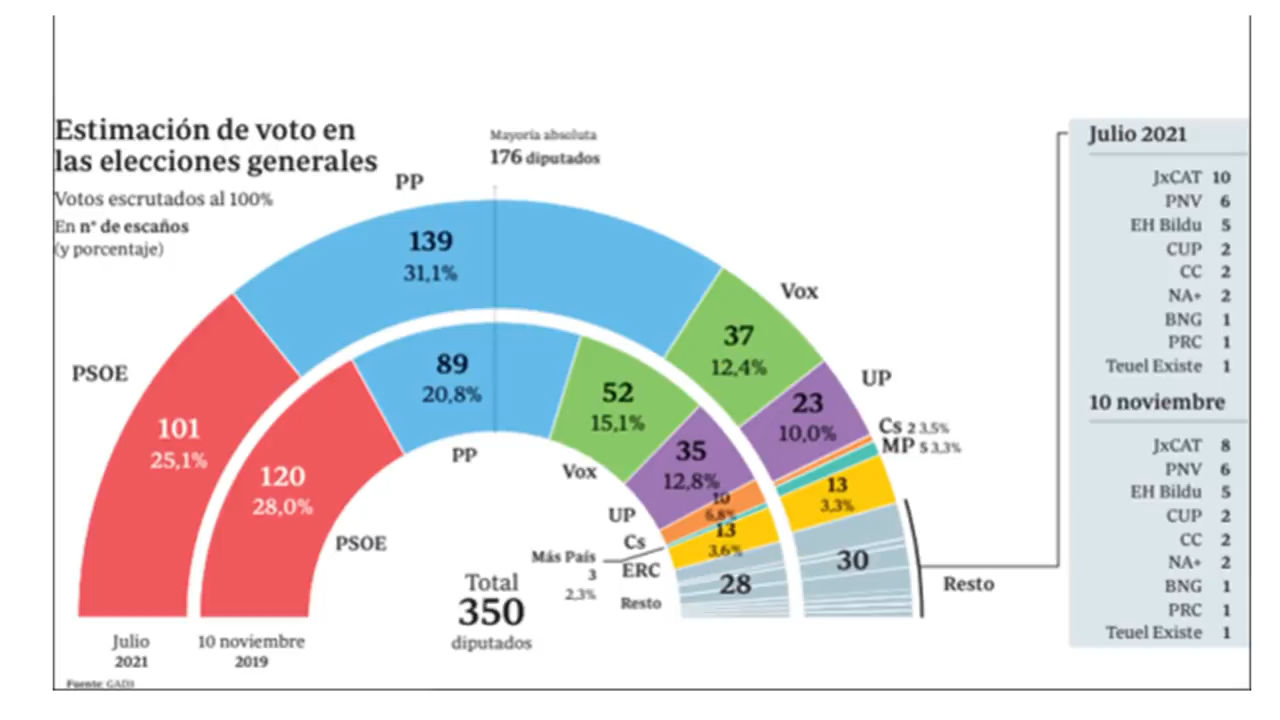 Estimación de voto en
las elecciones generales
Votos escrutados al 100%
En nº de escaños
(y porcentaje)
Mayoría absoluta
176 diputados
PP
139
31,1%
Vox
37
12,4%
UP
23
10,0%
Cs 2 3,5%
MP 5 3,3%
13
3,3%
30
Resto
PSOE
101
25,1%
120
28,0%
PSOE
89
20,8%
PP
52
15,1%
Vox
35
12,8%
UP
10
6,8%
Cs
13
3,6%
Más País
3
2,3%
ERC
28
Resto
Total
350
diputados
Julio
2021
10 noviembre
2019
Fuente: GAD3
Julio 2021
JxCAT 10
PNV 6
EH Bildu 5
CUP 2
CC 2
NA+ 2
BNG 1
PRC 1
Teuel Existe 1
10 noviembre
JxCAT 8
PNV 6
EH Bildu 5
CUP 2
CC 2
NA+ 2
BNG 1
PRC 1
Teuel Existe 1